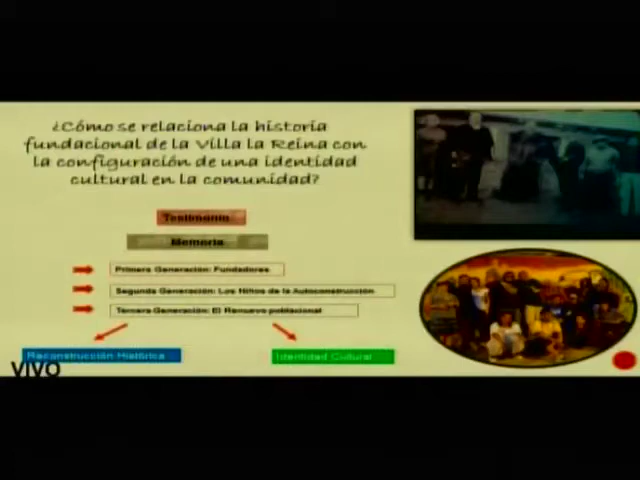 ¿Cómo se relaciona la historia
fundacional de la Villa la Reina con
la configuración de una identidad
cultural en la comunidad?
Testimonio
Memoria
Primera Generación: Fundadores
Segunda Generación: Los Niños de la Autoconstrucción
Tercera Generación: El Renuevo poblacional
Reconstrucción Histórica
Identidad Cultural
VIVO